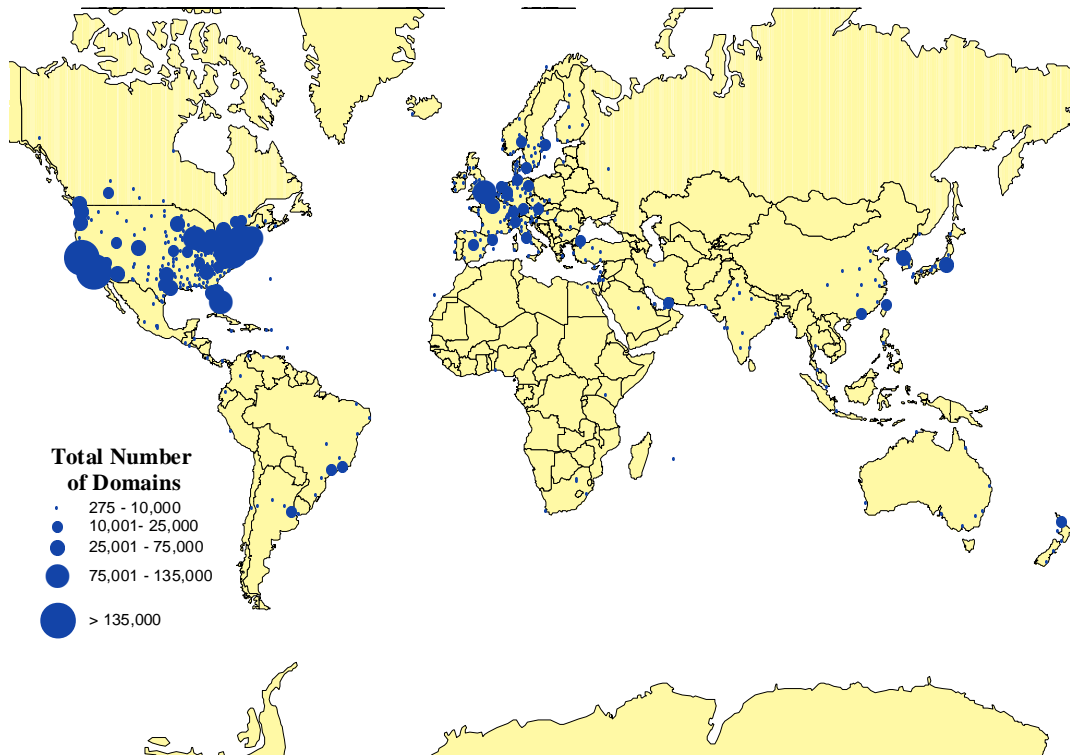 Total Number
of Domains
275 - 10,000
10,001- 25,000
25,001 - 75,000
75,001 - 135,000
> 135,000